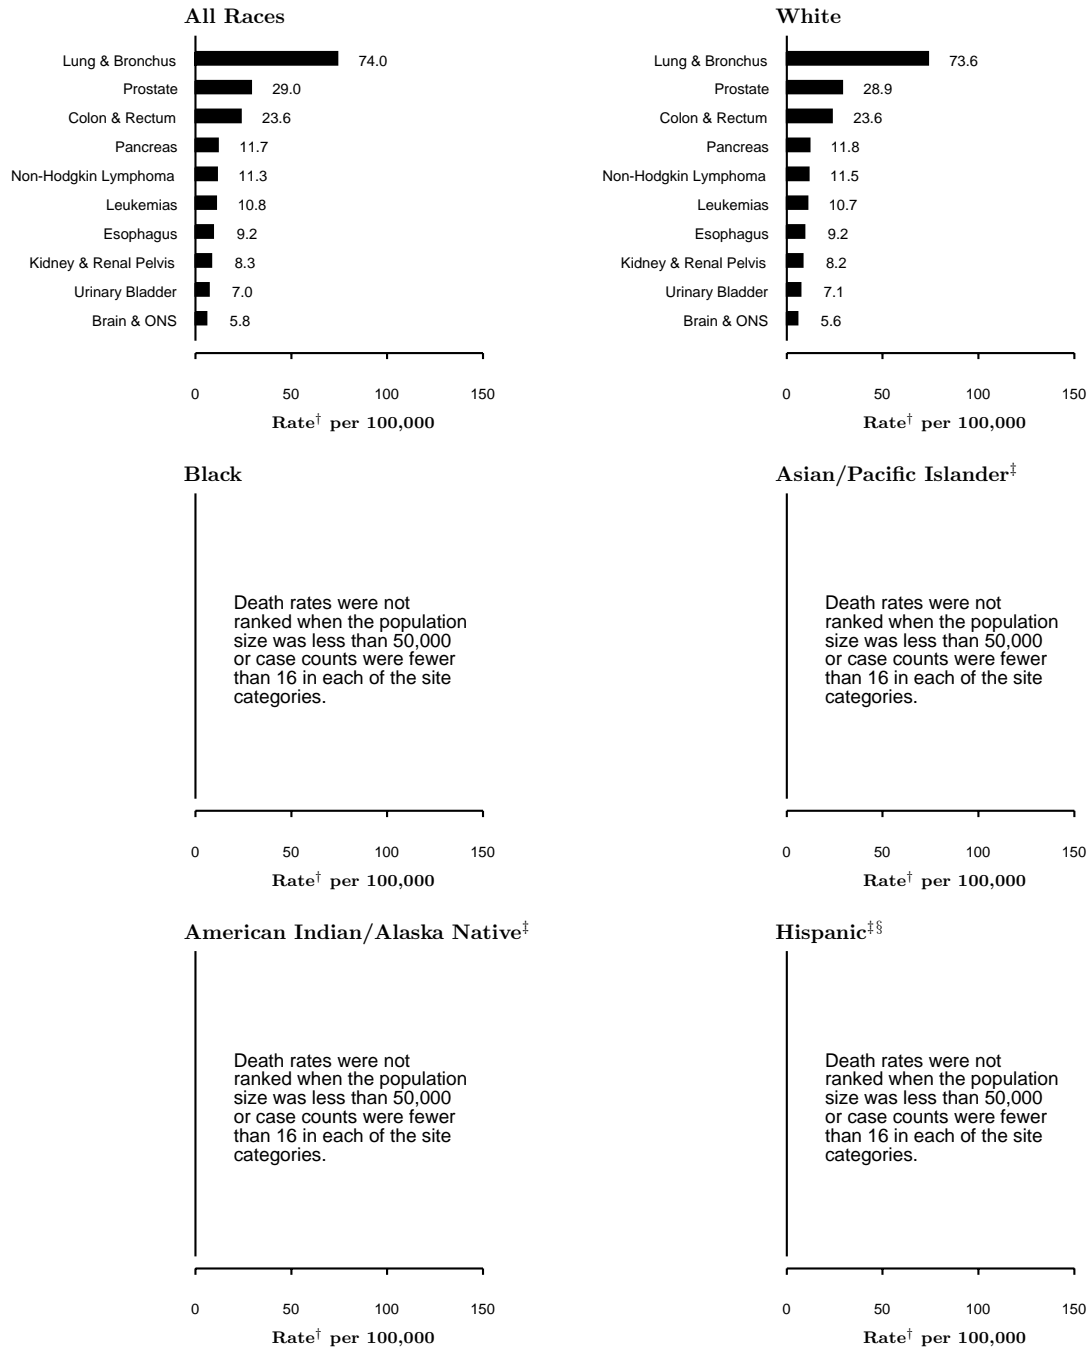 All Races
Lung & Bronchus 74.0
Prostate 29.0
Colon & Rectum 23.6
Pancreas 11.7
Non-Hodgkin Lymphoma 11.3
Leukemias 10.8
Esophagus 9.2
Kidney & Renal Pelvis 8.3
Urinary Bladder 7.0
Brain & ONS 5.8
0 50 100 150
Rate† per 100,000
White
Lung & Bronchus 73.6
Prostate 28.9
Colon & Rectum 23.6
Pancreas 11.8
Non-Hodgkin Lymphoma 11.5
Leukemias 10.7
Esophagus 9.2
Kidney & Renal Pelvis 8.2
Urinary Bladder 7.1
Brain & ONS 5.6
0 50 100 150
Rate† per 100,000
Black
Death rates were not
ranked when the population
size was less than 50,000
or case counts were fewer
than 16 in each of the site
categories.
0 50 100 150
Rate† per 100,000
Asian/Pacific Islander‡
Death rates were not
ranked when the population
size was less than 50,000
or case counts were fewer
than 16 in each of the site
categories.
0 50 100 150
Rate† per 100,000
American Indian/Alaska Native‡
Death rates were not
ranked when the population
size was less than 50,000
or case counts were fewer
than 16 in each of the site
categories.
0 50 100 150
Rate† per 100,000
Hispanic‡§
Death rates were not
ranked when the population
size was less than 50,000
or case counts were fewer
than 16 in each of the site
categories.
0 50 100 150
Rate† per 100,000